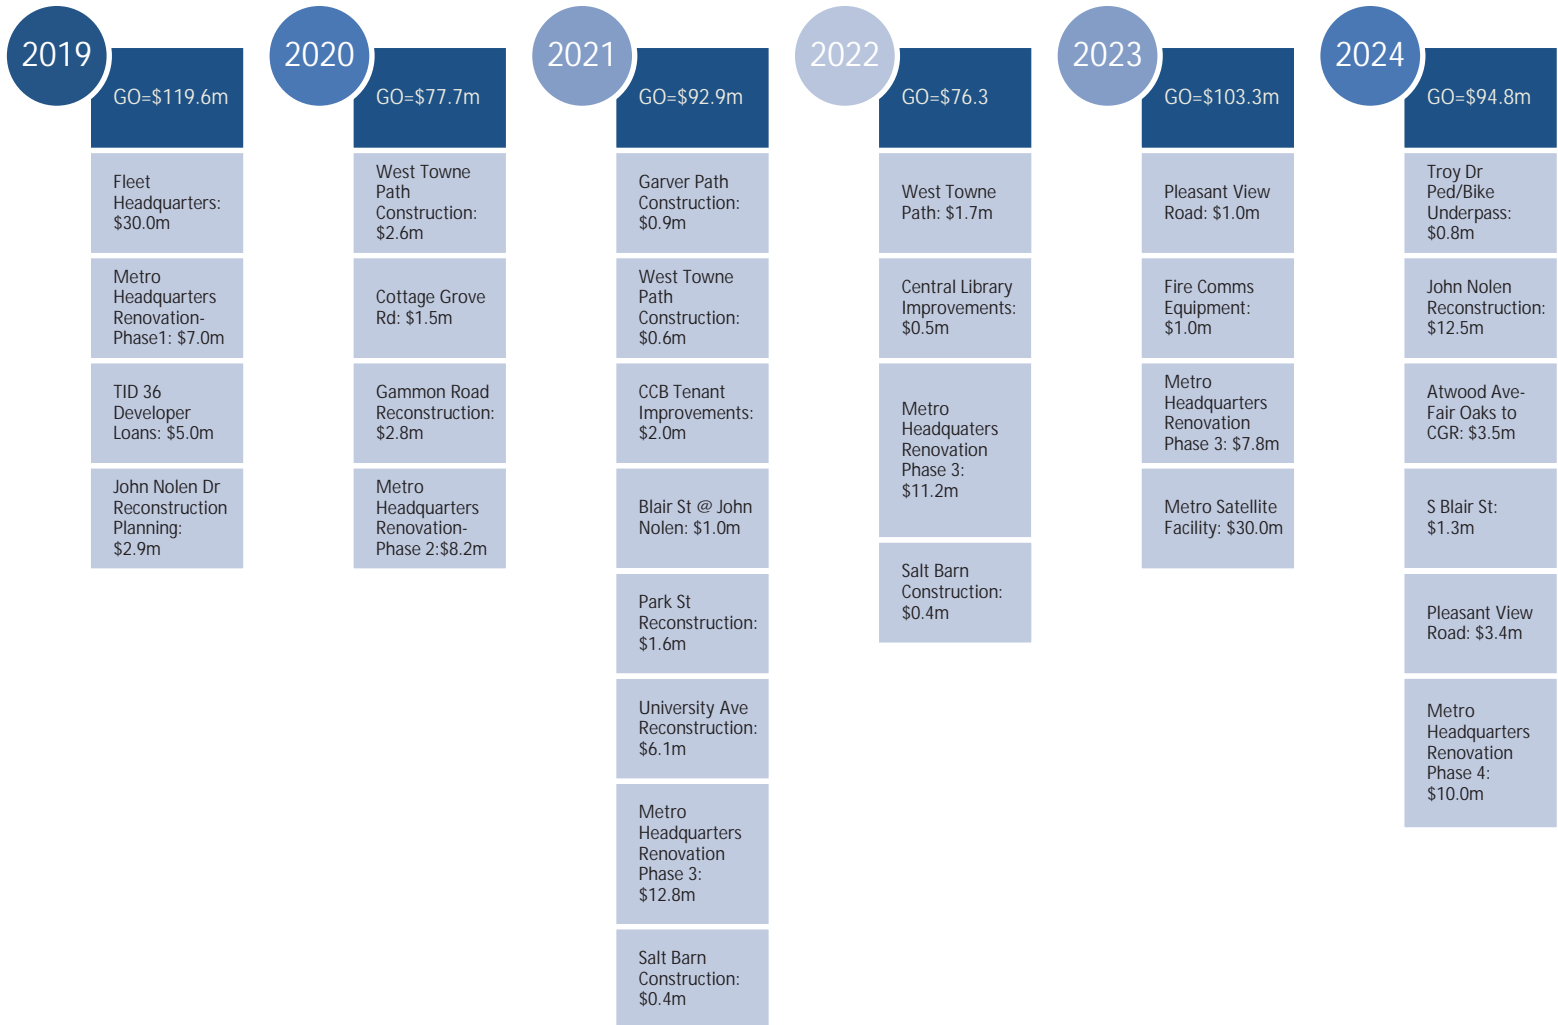 2019
GO=$119.6m
Fleet
Headquarters:
$30.0m
Metro
Headquarters
Renovation-
Phase1: $7.0m
TID 36
Developer
Loans: $5.0m
John Nolen Dr
Reconstruction
Planning:
$2.9m
2020
GO=$77.7m
West Towne
Path
Construction:
$2.6m
Cottage Grove
Rd: $1.5m
Gammon Road
Reconstruction:
$2.8m
Metro
Headquarters
Renovation-
Phase 2:$8.2m
2021
GO=$92.9m
Garver Path
Construction:
$0.9m
West Towne
Path
Construction:
$0.6m
CCB Tenant
Improvements:
$2.0m
Blair St @ John
Nolen: $1.0m
Park St
Reconstruction:
$1.6m
University Ave
Reconstruction:
$6.1m
Metro
Headquarters
Renovation
Phase 3:
$12.8m
Salt Barn
Construction:
$0.4m
2022
GO=$76.3
West Towne
Path: $1.7m
Central Library
Improvements:
$0.5m
Metro
Headquaters
Renovation
Phase 3:
$11.2m
Salt Barn
Construction:
$0.4m
2023
GO=$103.3m
Pleasant View
Road: $1.0m
Fire Comms
Equipment:
$1.0m
Metro
Headquarters
Renovation
Phase 3: $7.8m
Metro Satellite
Facility: $30.0m
2024
GO=$94.8m
Troy Dr
Ped/Bike
Underpass:
$0.8m
John Nolen
Reconstruction:
$12.5m
Atwood Ave-
Fair Oaks to
CGR: $3.5m
S Blair St:
$1.3m
Pleasant View
Road: $3.4m
Metro
Headquarters
Renovation
Phase 4:
$10.0m